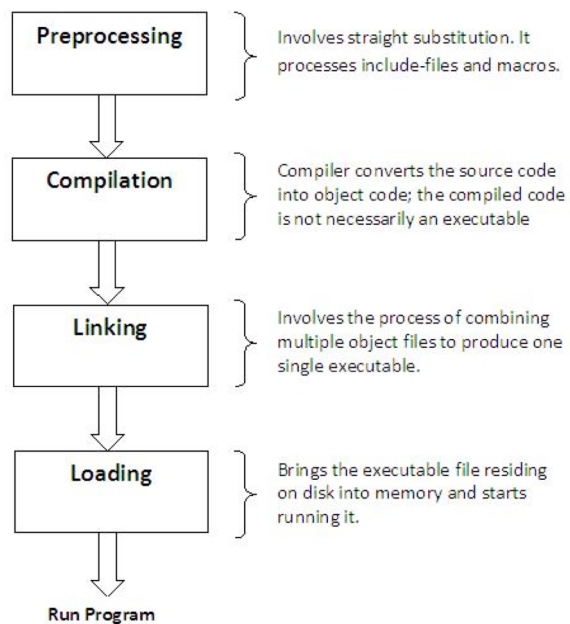 Preprocessing
Involves straight substitution. It
processes include-files and macros.
Compilation
Compiler converts the source code
into object code; the compiled code
is not necessarily an executable
Linking
Involves the process of combining
multiple object files to produce one
single executable.
Loading
Brings the executable file residing
on disk into memory and starts
running it.
Run Program